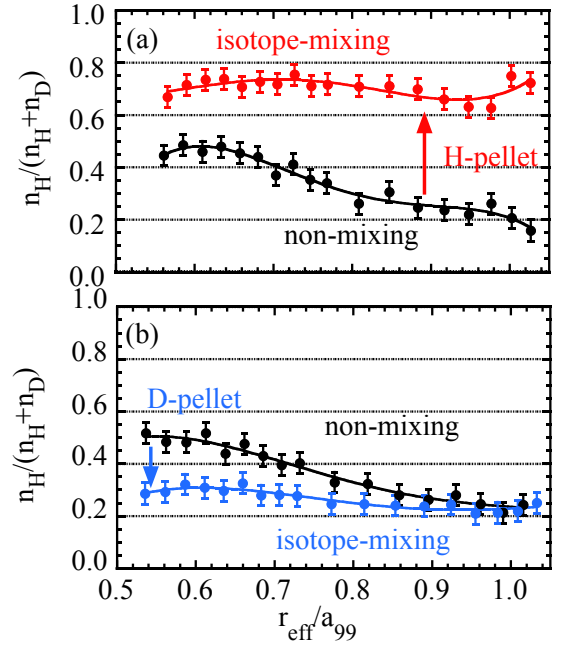 (a)
isotope-mixing
H-pellet
non-mixing
n_H/(n_H+n_D)
1.0
0.8
0.6
0.4
0.2
0.0
(b)
D-pellet
non-mixing
isotope-mixing
n_H/(n_H+n_D)
1.0
0.8
0.6
0.4
0.2
0.0
0.5 0.6 0.7 0.8 0.9 1.0
r_eff/a_99